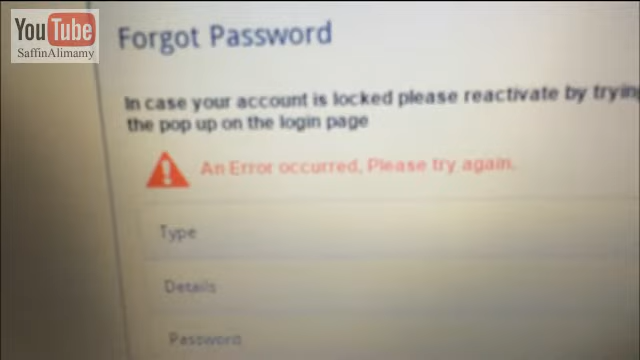 YouTube
SaffinAlimamy
Forgot Password
In case your account is locked please reactivate by trying
the pop up on the login page
An Error occurred, Please try again.
Type
Details
Password